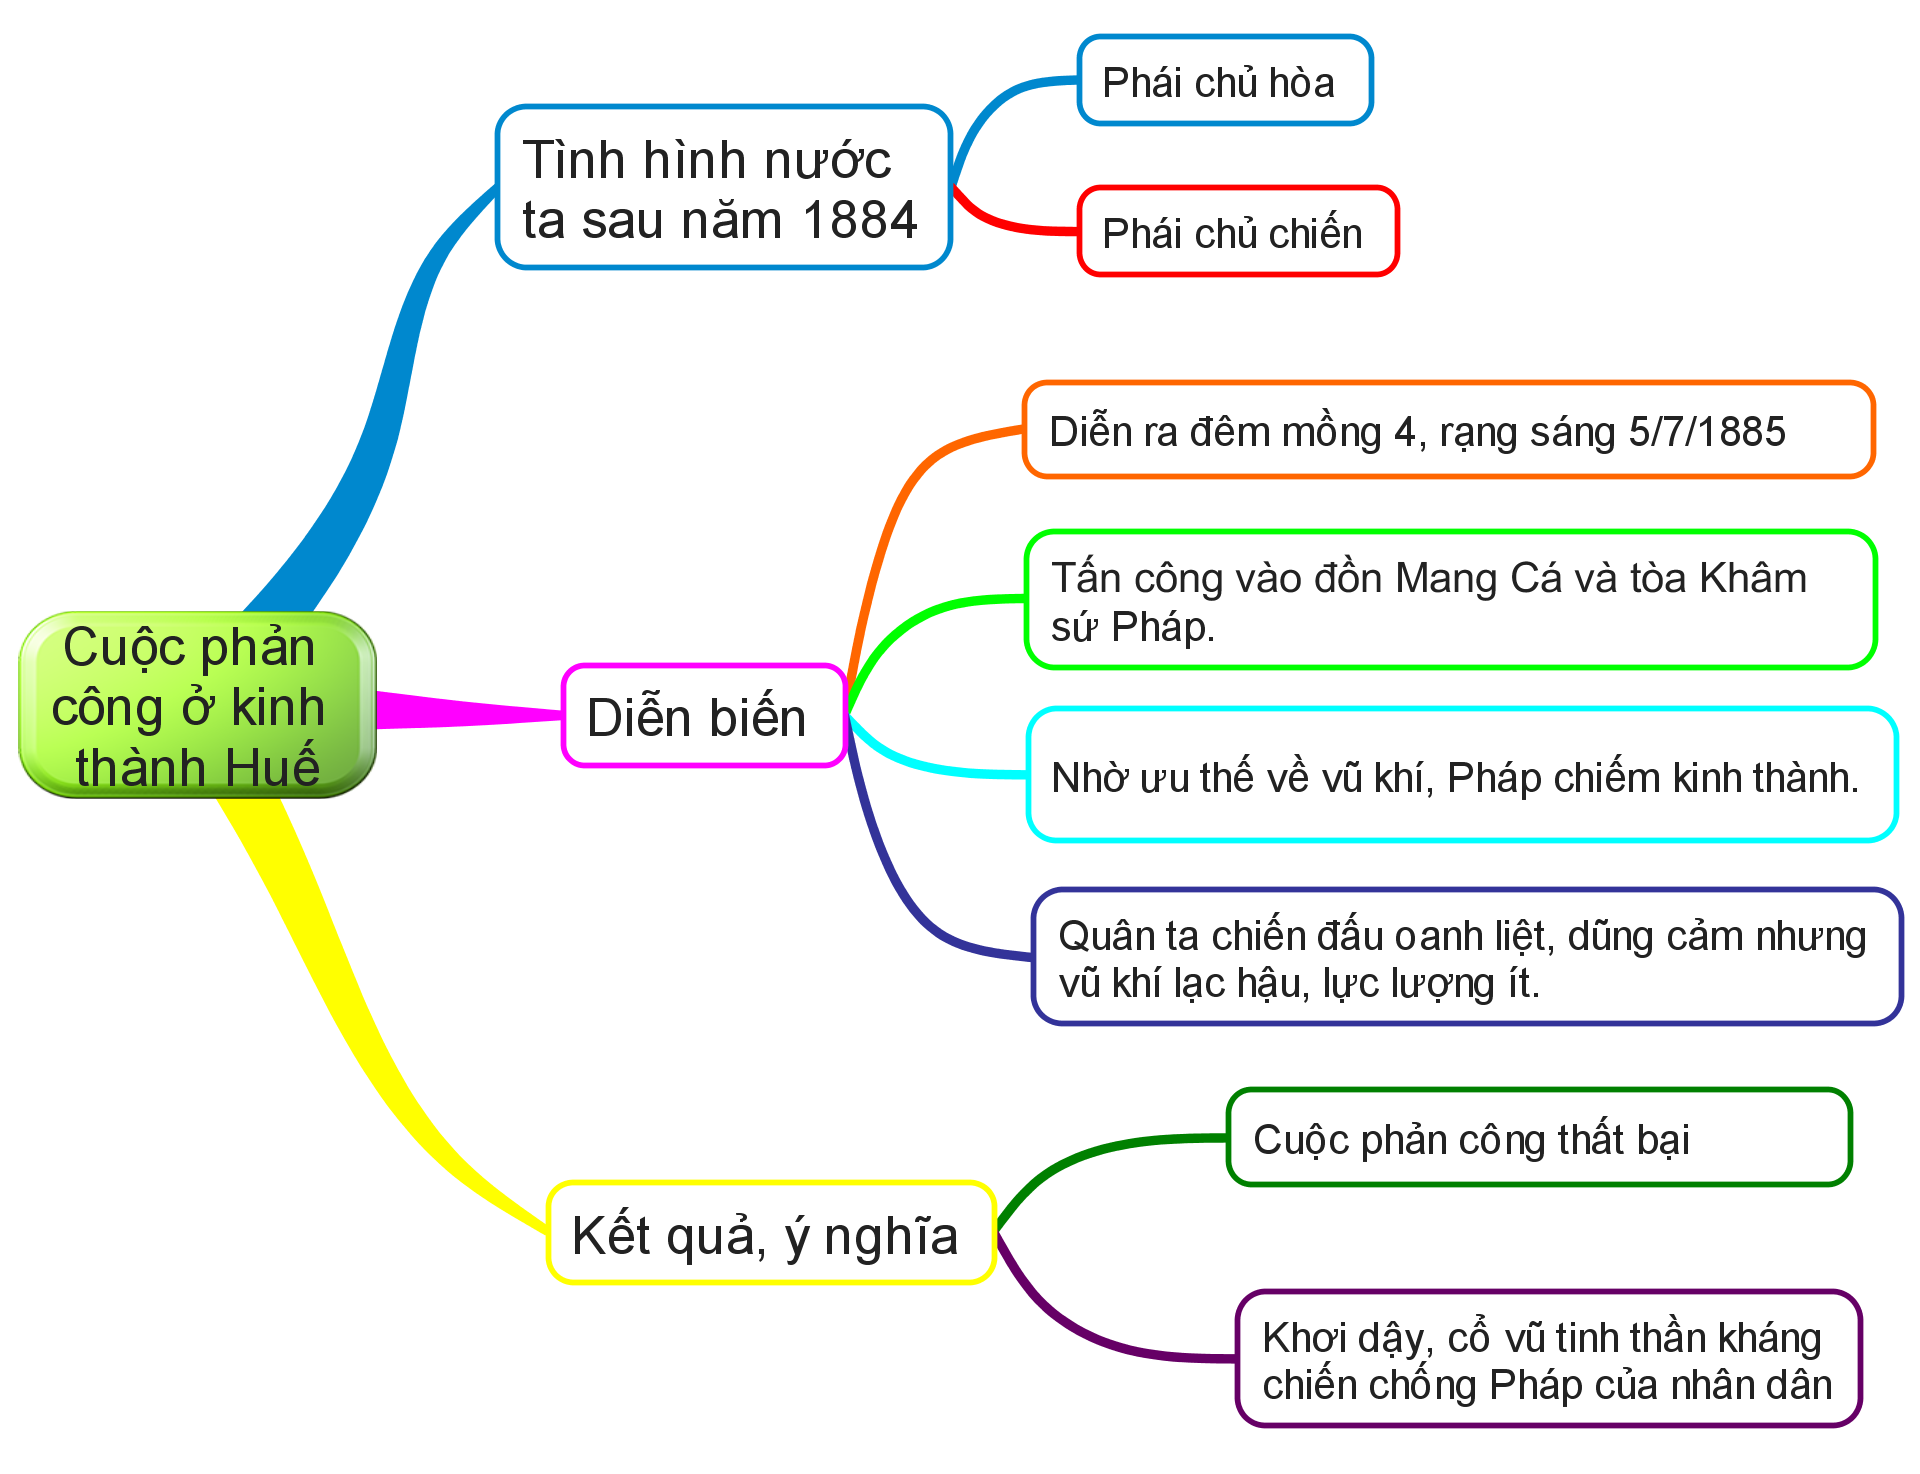 Cuộc phản
công ở kinh
thành Huế
Tình hình nước
ta sau năm 1884
Phái chủ hòa
Phái chủ chiến
Diễn biến
Diễn ra đêm mồng 4, rạng sáng 5/7/1885
Tấn công vào đồn Mang Cá và tòa Khâm
sứ Pháp.
Nhờ ưu thế về vũ khí, Pháp chiếm kinh thành.
Quân ta chiến đấu oanh liệt, dũng cảm nhưng
vũ khí lạc hậu, lực lượng ít.
Kết quả, ý nghĩa
Cuộc phản công thất bại
Khơi dậy, cổ vũ tinh thần kháng
chiến chống Pháp của nhân dân